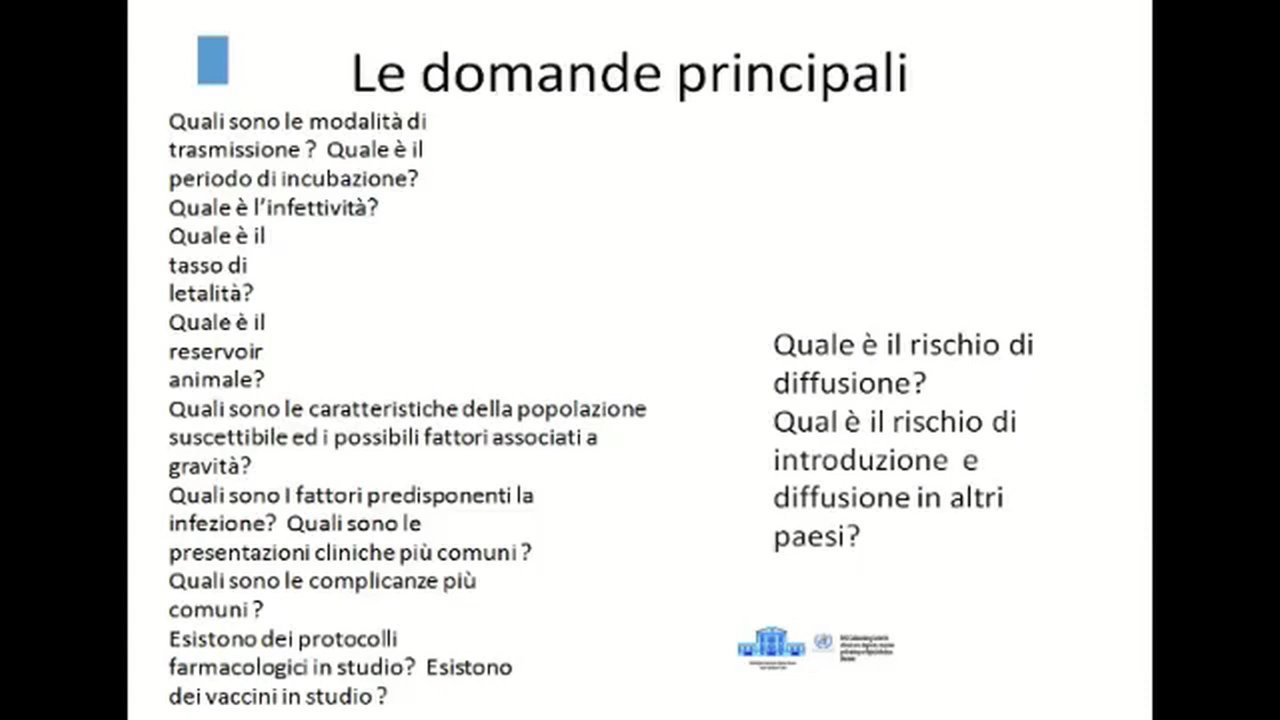 Le domande principali
Quali sono le modalità di
trasmissione ? Quale è il
periodo di incubazione?
Quale è l'infettività?
Quale è il
tasso di
letalità?
Quale è il
reservoir
animale?
Quali sono le caratteristiche della popolazione
suscettibile ed i possibili fattori associati a
gravità?
Quali sono I fattori predisponenti la
infezione? Quali sono le
presentazioni cliniche più comuni ?
Quali sono le complicanze più
comuni ?
Esistono dei protocolli
farmacologici in studio? Esistono
dei vaccini in studio ?
Quale è il rischio di
diffusione?
Qual è il rischio di
introduzione e
diffusione in altri
paesi?